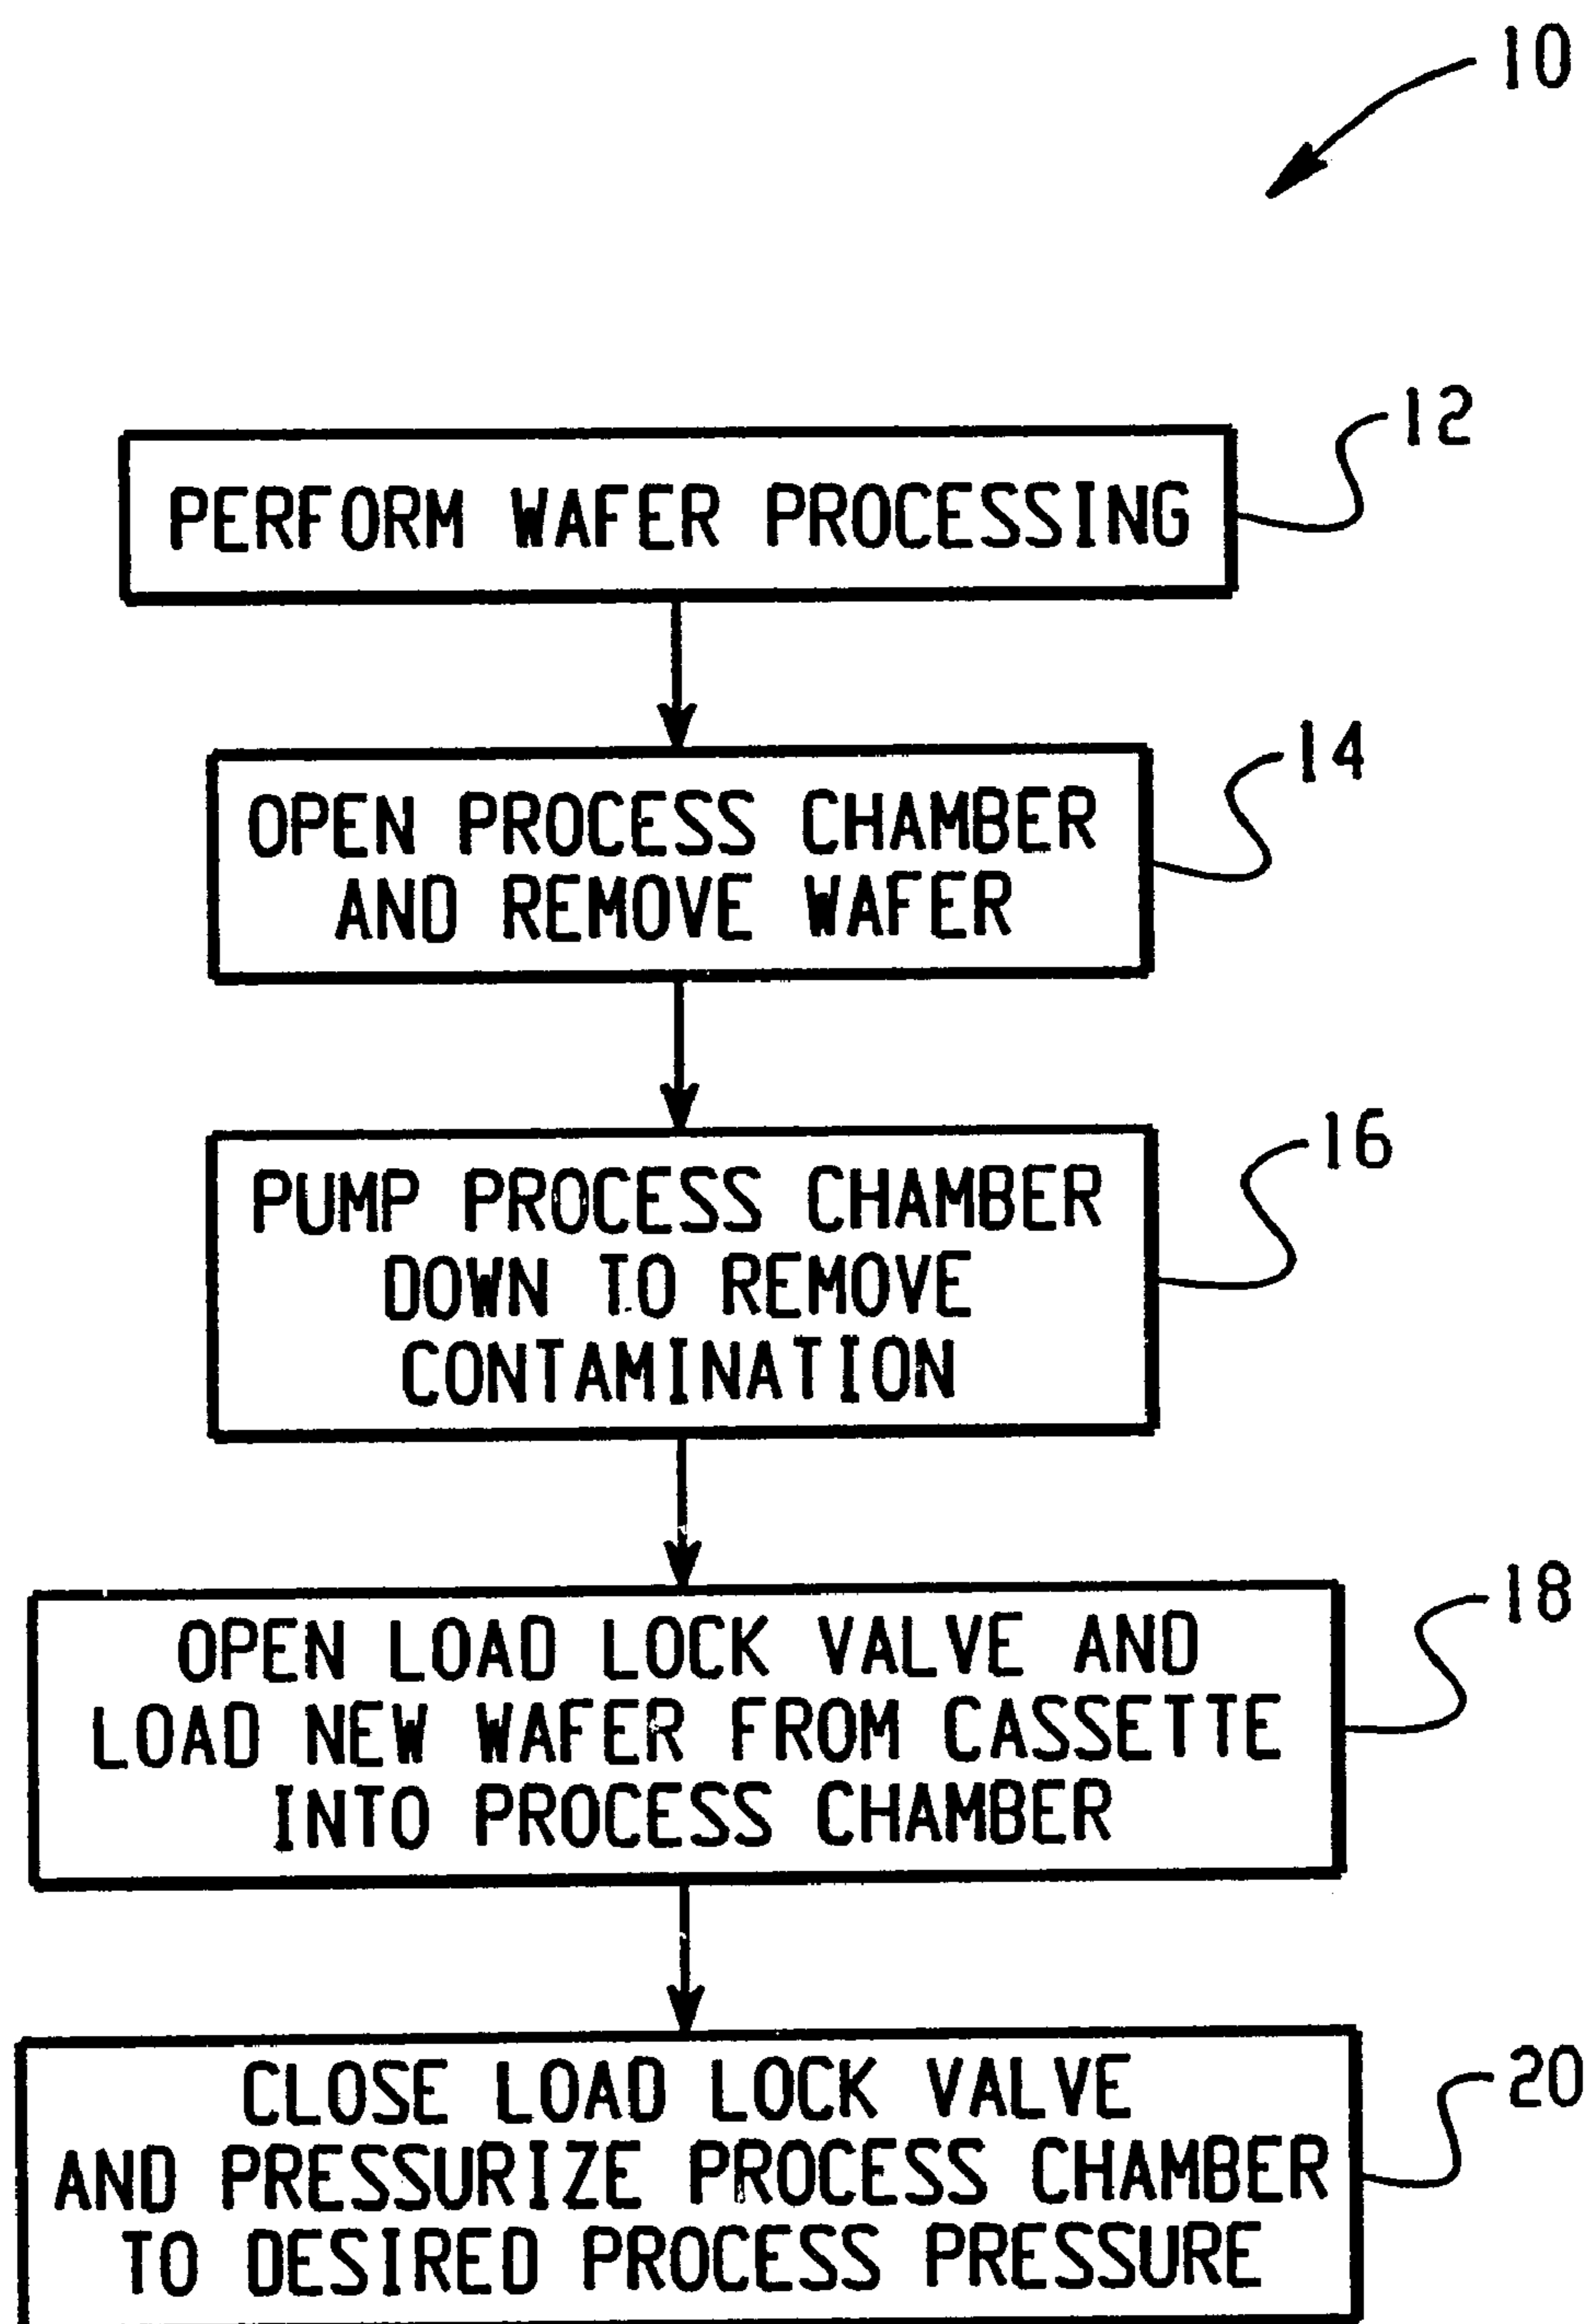 10
12
PERFORM WAFER PROCESSING
14
OPEN PROCESS CHAMBER
AND REMOVE WAFER
16
PUMP PROCESS CHAMBER
DOWN TO REMOVE
CONTAMINATION
18
OPEN LOAD LOCK VALVE AND
LOAD NEW WAFER FROM CASSETTE
INTO PROCESS CHAMBER
20
CLOSE LOAD LOCK VALVE
AND PRESSURIZE PROCESS CHAMBER
TO DESIRED PROCESS PRESSURE